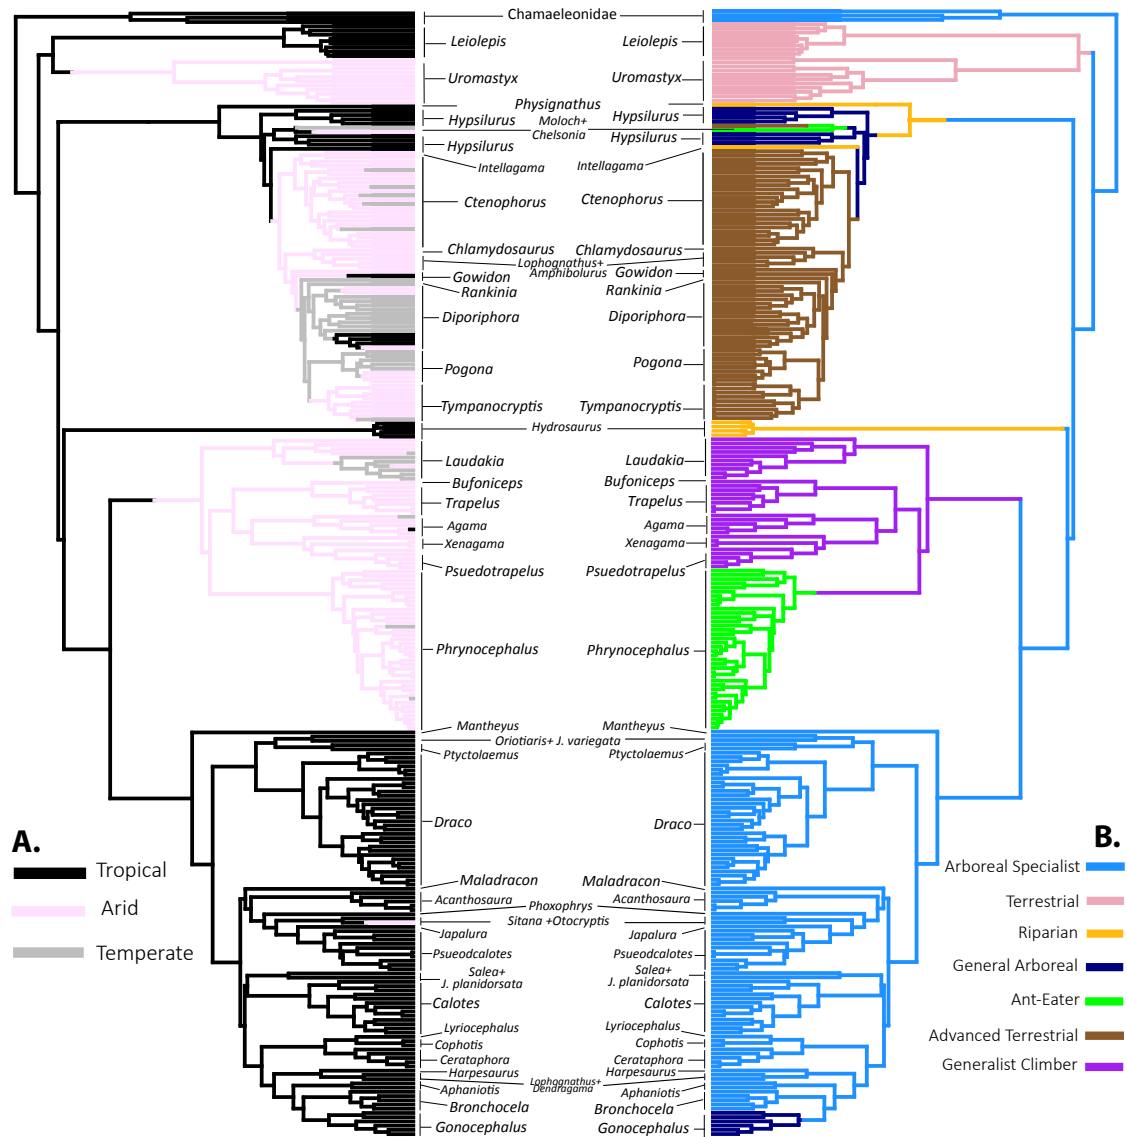 Chamaeleonidae
Leiolepis
Leiolepis
Uromastyx
Uromastyx
Physignathus
Hypsilurus
Moloch+
Chelsonia
Hypsilurus
Hypsilurus
Hypsilurus
Intellagama
Intellagama
Ctenophorus
Ctenophorus
Chlamydosaurus
Chlamydosaurus
Lophognathus+
Amphibolurus
Gowidon
Gowidon
Rankinia
Rankinia
Diporiphora
Diporiphora
Pogona
Pogona
Tympanocryptis
Tympanocryptis
Hydrosaurus
Laudakia
Laudakia
Bufoniceps
Bufoniceps
Trapelus
Trapelus
Agama
Agama
Xenagama
Xenagama
Psuedotrapelus
Psuedotrapelus
Phrynocephalus
Phrynocephalus
Mantheyus
Mantheyus
Oriotiaris+ J. variegata
Ptyctolaemus
Ptyctolaemus
Draco
Draco
Maladracon
Maladracon
Acanthosaura
Acanthosaura
Phoxophrys
Sitana +Otocryptis
Japalura
Japalura
Psueodcalotes
Psueodcalotes
Salea+
J. planidorsata
Salea+
J. planidorsata
Calotes
Calotes
Lyriocephalus
Lyriocephalus
Cophotis
Cophotis
Cerataphora
Cerataphora
Harpesaurus
Harpesaurus
Lophognathus+
Dendragama
Aphaniotis
Aphaniotis
Bronchocela
Bronchocela
Gonocephalus
Gonocephalus
A.
Tropical
Arid
Temperate
B.
Arboreal Specialist
Terrestrial
Riparian
General Arboreal
Ant-Eater
Advanced Terrestrial
Generalist Climber